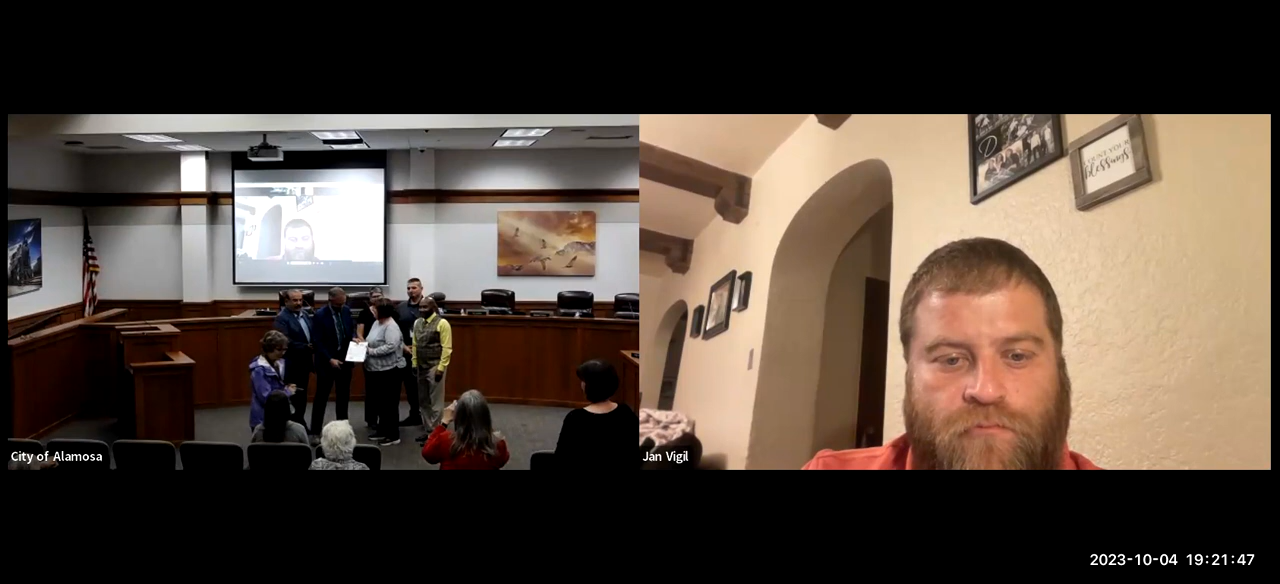 D
COUNT YOUR
blessings
City of Alamosa
Jan Vigil
2023-10-04 19:21:47